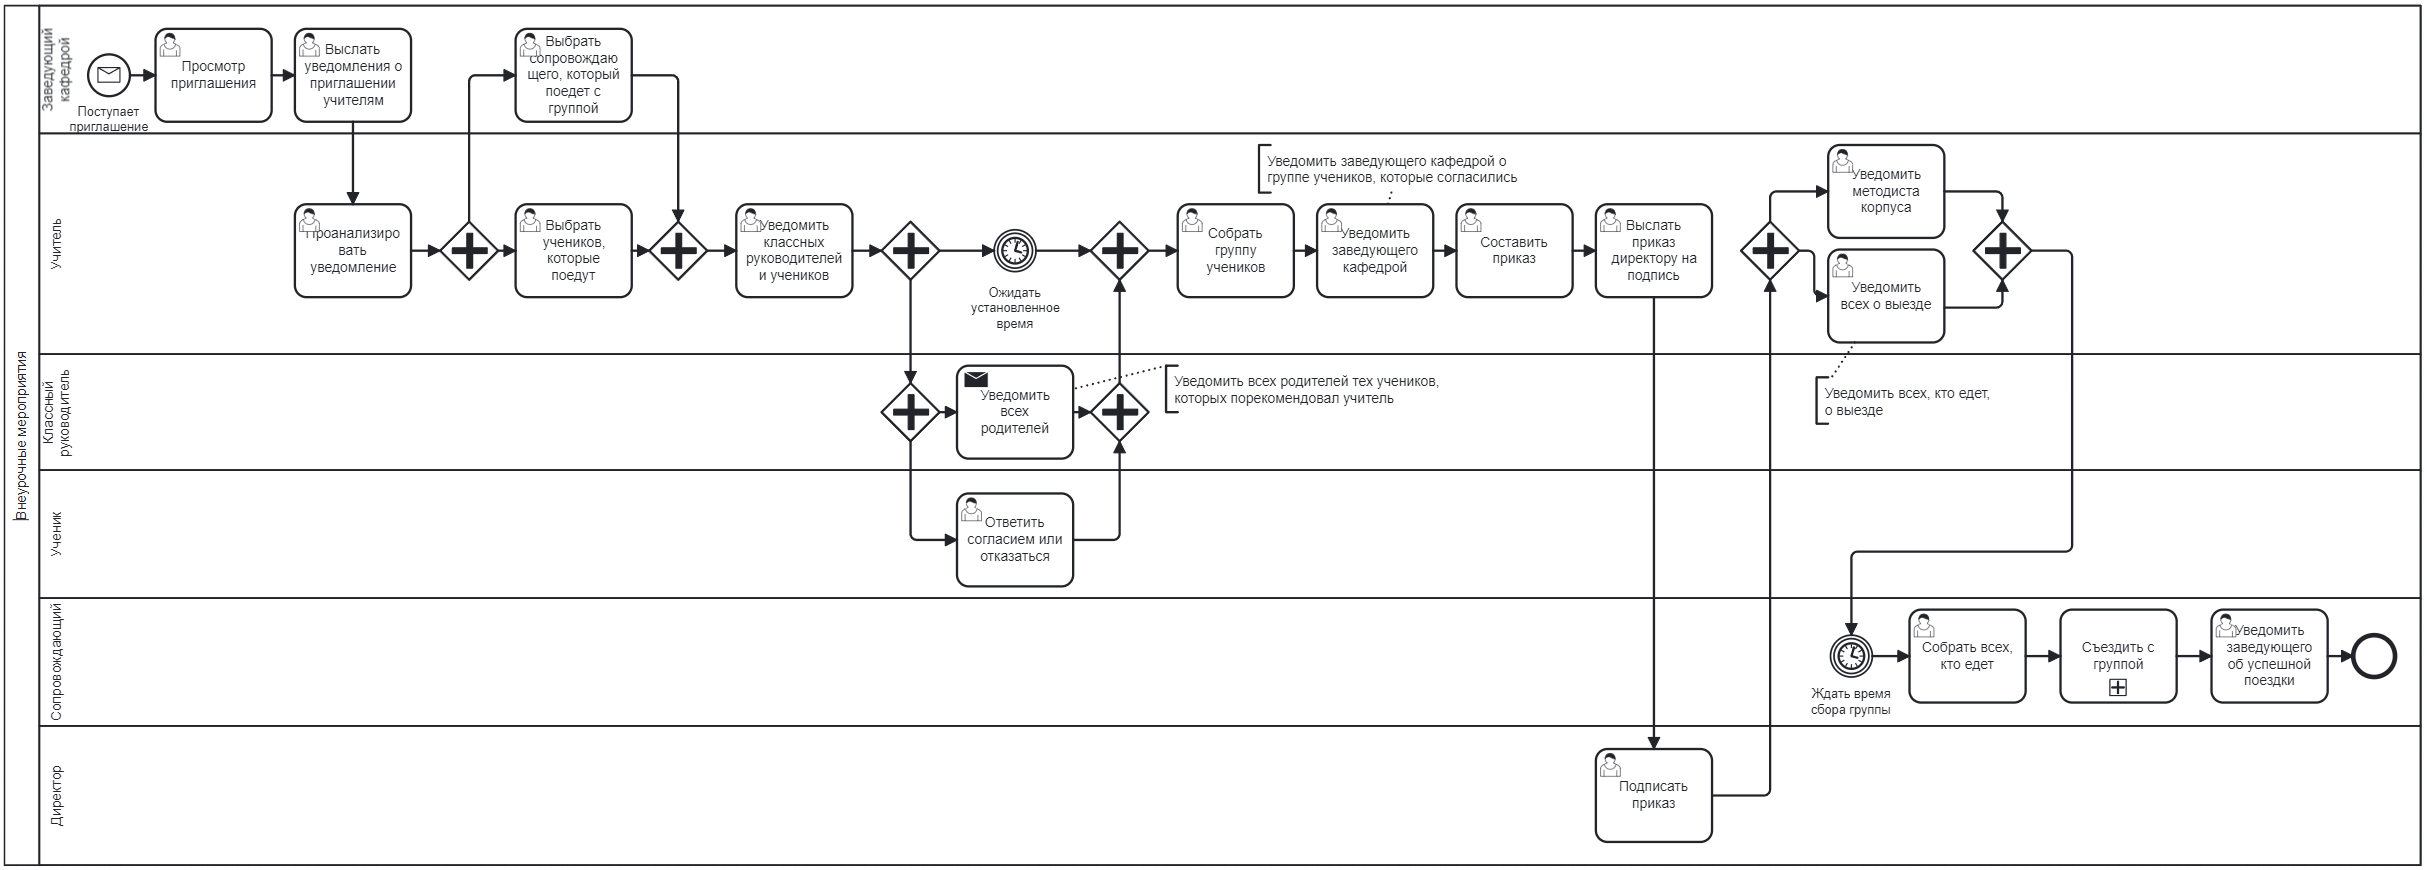 Внеурочные мероприятия
Заведующий
кафедрой
Поступает
приглашение
Просмотр
приглашения
Выслать
уведомления о
приглашении
учителям
Выбрать
сопровождаю
щего, который
поедет с
группой
Учитель
Проанализиро
вать
уведомление
Выбрать
учеников,
которые
поедут
Уведомить
классных
руководителей
и учеников
Ожидать
установленное
время
Собрать
группу
учеников
Уведомить заведующего кафедрой о
группе учеников, которые согласились
Уведомить
заведующего
кафедрой
Составить
приказ
Выслать
приказ
директору на
подпись
Уведомить
методиста
корпуса
Уведомить
всех о выезде
Уведомить всех, кто едет,
о выезде
Классный
руководитель
Уведомить
всех
родителей
Уведомить всех родителей тех учеников,
которых порекомендовал учитель
Ученик
Ответить
согласием или
отказаться
Сопровождающий
Ждать время
сбора группы
Собрать всех,
кто едет
Съездить с
группой
Уведомить
заведующего
об успешной
поездки
Директор
Подписать
приказ